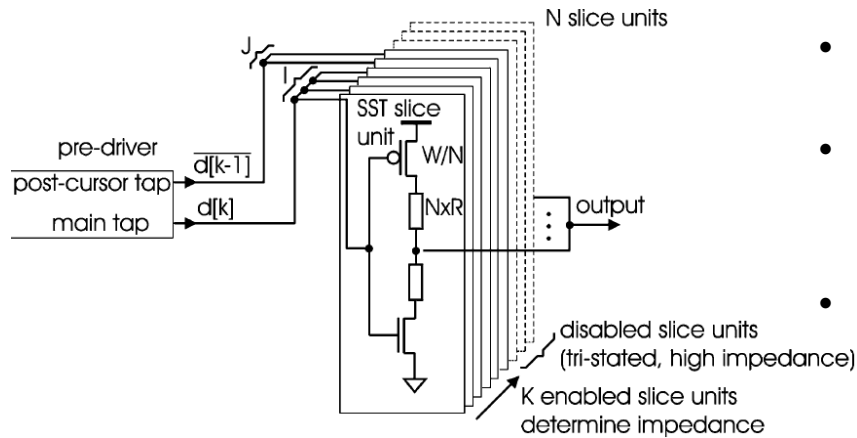 N slice units
J
I
SST slice
unit
pre-driver
W/N
d[k-1]
post-cursor tap
d[k]
NxR
output
main tap
disabled slice units
(tri-stated, high impedance)
K enabled slice units
determine impedance